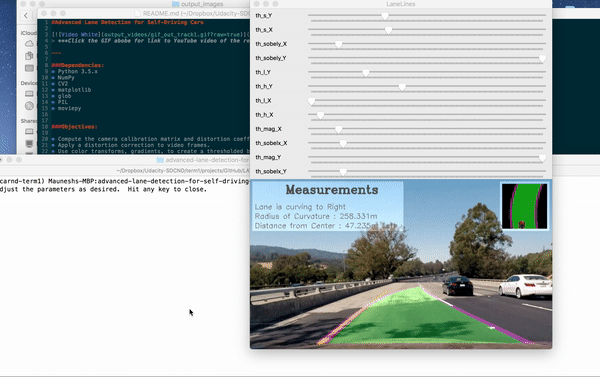 output_images
README.md (~/Dropbox/Udacity-SDC
#Advanced Lane Detection For Self-Driving Cars
[![Video White](output_videos/gif_out_track1.gif?raw=true)]
> ***Click the GIF above for link to YouTube video of the re
###Dependencies:
* Python 3.5.x
* NumPy
* CV2
* matplotlib
* glob
* PIL
* moviepy
###Objectives:
* Compute the camera calibration matrix and distortion coeff
* Apply a distortion correction to video frames.
* Use color transforms, gradients, to create a thresholded b
iCloud
Devic
Shared
1
2
3
4
5
6
7
8
9
10
11
12
13
14
15
16
17
18
19
20
21
22
LaneLines
th_s_Y
th_s_X
th_sobely_X
th_sobely_Y
th_l_Y
th_h_Y
th_l_X
th_h_X
th_mag_X
th_sobelx_Y
th_mag_Y
th_sobelx_X
advanced-lane-detection-for
~/Dropbox/Udacity-SDCND/term1/projects/GitHub/LA
carnd-term1) Mauneshs-MBP:advanced-lane-detection-for-self-driving
djust the parameters as desired. Hit any key to close.
Measurements
Lane is curving to Right
Radius of Curvature : 258.331m
Distance from Center : 47.235